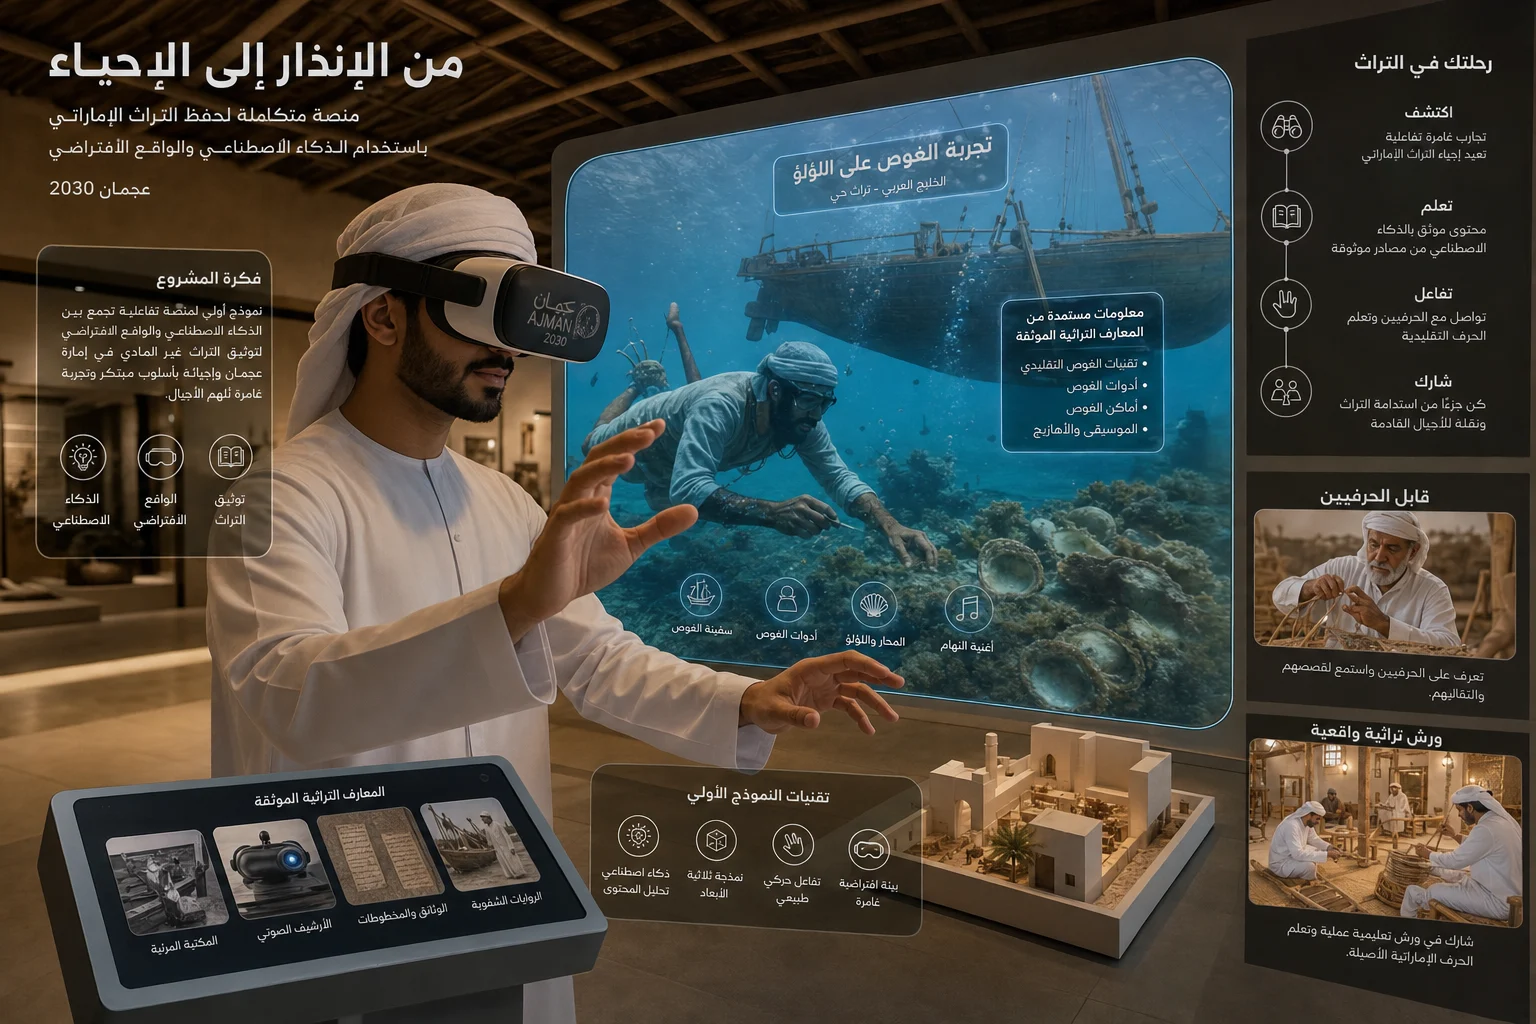 من الإنذار إلى الإحياء
منصة متكاملة لحفظ التراث الإماراتي
باستخدام الذكاء الاصطناعي والواقع الأفتراضي
عجمان 2030
فكرة المشروع
نموذج أولي لمنصّة تفاعلية تجمع بين
الذكاء الاصطناعي والواقع الافتراضي
لتوثيق التراث غير المادي في إمارة
عجمان وإحيائه بأسلوب مبتكر وتجربة
غامرة تُلهم الأجيال.
توثيق
التراث
الواقع
الأفتراضي
الذكاء
الاصطناعي
عجمان
AJMAN
2030
تجربة الغوص على اللؤلؤ
الخليج العربي - تراث حي
معلومات مستمدة من
المعارف التراثية الموثقة
• تقنيات الغوص التقليدي
• أدوات الغوص
• أماكن الغوص
• الموسيقى والأهازيج
أغنية النهام
المحار واللؤلؤ
أدوات الغوص
سفينة الغوص
رحلتك في التراث
اكتشف
تجارب غامرة تفاعلية
تعيد إحياء التراث الإماراتي
تعلم
محتوى موثق بالذكاء
الاصطناعي من مصادر موثوقة
تفاعل
تواصل مع الحرفيين وتعلم
الحرف التقليدية
شارك
كن جزءًا من استدامة التراث
ونقلة للأجيال القادمة
قابل الحرفيين
تعرف على الحرفيين واستمع لقصصهم
والتقاليهم.
ورش تراثية واقعية
شارك في ورش تعليمية عملية وتعلم
الحرف الإماراتية الأصيلة.
المعارف التراثية الموثقة
الروايات الشفوية
الوثائق والمخطوطات
الأرشيف الصوتي
المكتبة المرئية
تقنيات النموذج الأولي
بيئة افتراضية
غامرة
تفاعل حركي
طبيعي
نمذجة ثلاثية
الأبعاد
ذكاء اصطناعي
تحليل المحتوى